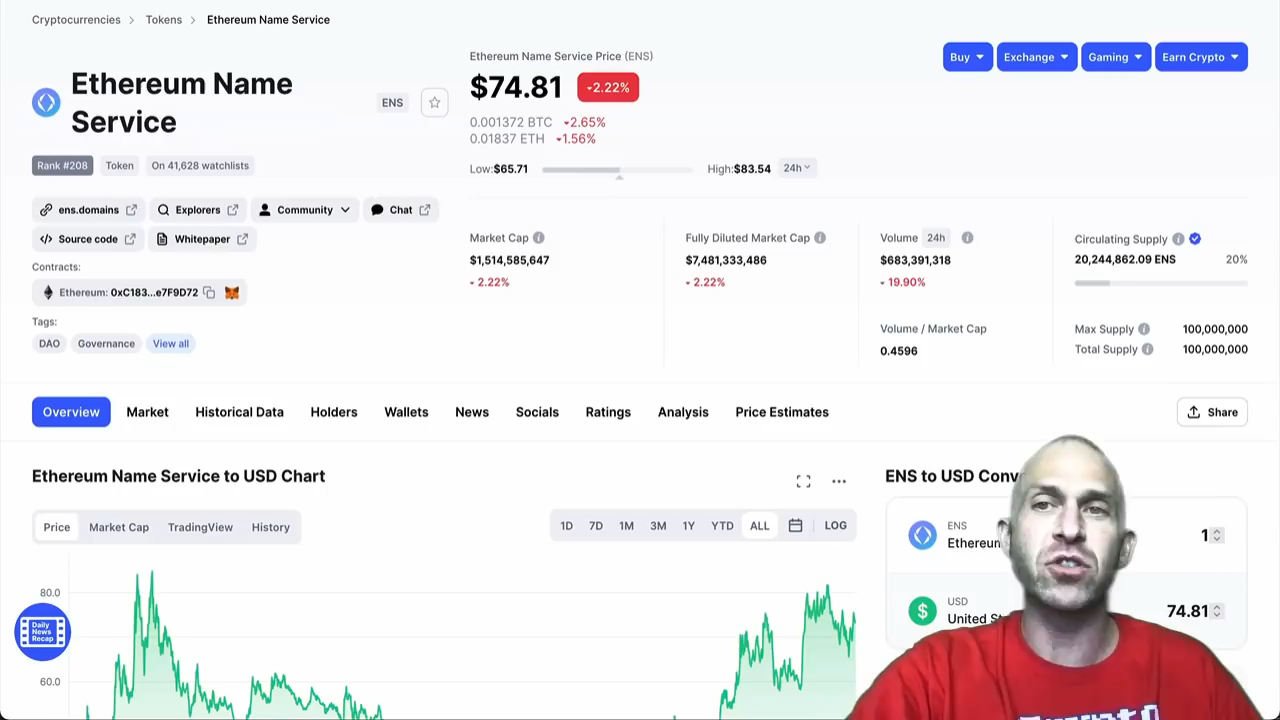 Cryptocurrencies > Tokens > Ethereum Name Service
Ethereum Name
Service
ENS
Rank #208 Token On 41,628 watchlists
ens.domains Explorers Community Chat
Source code Whitepaper
Contracts:
Ethereum: 0xC183...e7F9D72
Tags:
DAO Governance View all
Ethereum Name Service Price (ENS)
$74.81 2.22%
0.001372 BTC 2.65%
0.01837 ETH 1.56%
Low:$65.71 High:$83.54 24h
Buy Exchange Gaming Earn Crypto
Market Cap
$1,514,585,647
2.22%
Fully Diluted Market Cap
$7,481,333,486
2.22%
Volume 24h
$683,391,318
19.90%
Volume / Market Cap
0.4596
Circulating Supply
20,244,862.09 ENS 20%
Max Supply 100,000,000
Total Supply 100,000,000
Overview Market Historical Data Holders Wallets News Socials Ratings Analysis Price Estimates Share
Ethereum Name Service to USD Chart
Price Market Cap TradingView History
1D 7D 1M 3M 1Y YTD ALL LOG
80.0
60.0
Daily
News
Recap
ENS to USD Conv
ENS
Ethereum
1
USD
United St
74.81